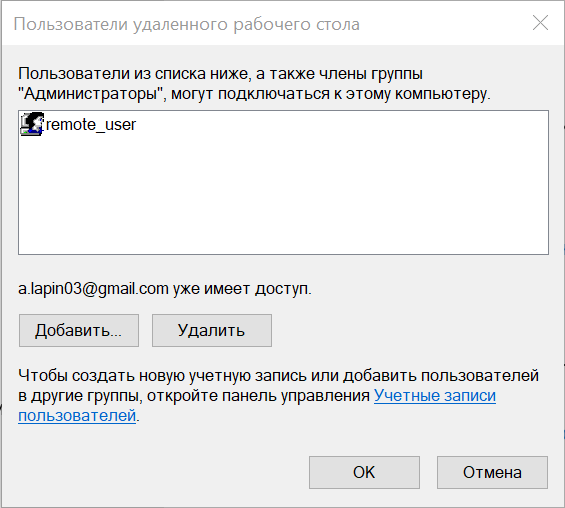 Пользователи удаленного рабочего стола
Пользователи из списка ниже, а также члены группы
"Администраторы", могут подключаться к этому компьютеру.
remote_user
a.lapin03@gmail.com уже имеет доступ.
Добавить... Удалить
Чтобы создать новую учетную запись или добавить пользователей
в другие группы, откройте панель управления Учетные записи
пользователей.
OK Отмена